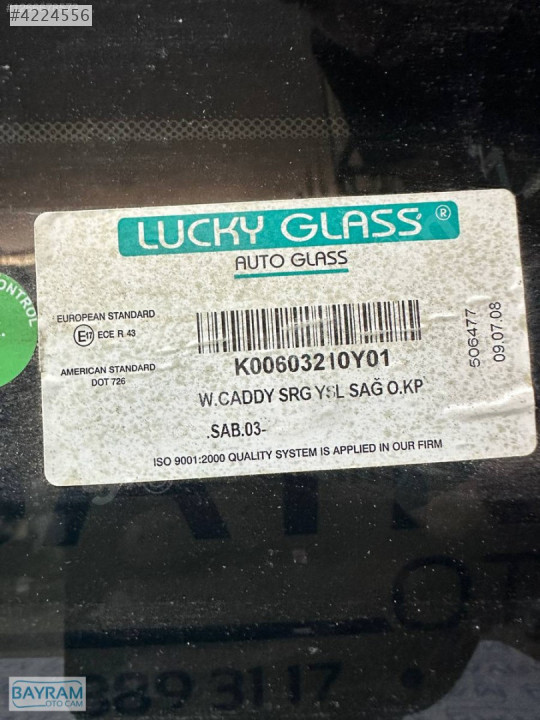 #4224556
LUCKY GLASS ®
AUTO GLASS
CONTROL
EUROPEAN STANDARD
E17 ECE R.43
AMERICAN STANDARD
DOT 726
K00603210Y01
W.CADDY SRG YSL SAĞ O.KP
.SAB.03-
506477
09.07.08
ISO 9001:2000 QUALITY SYSTEM IS APPLIED IN OUR FIRM
BAYRAM
OTO CAM